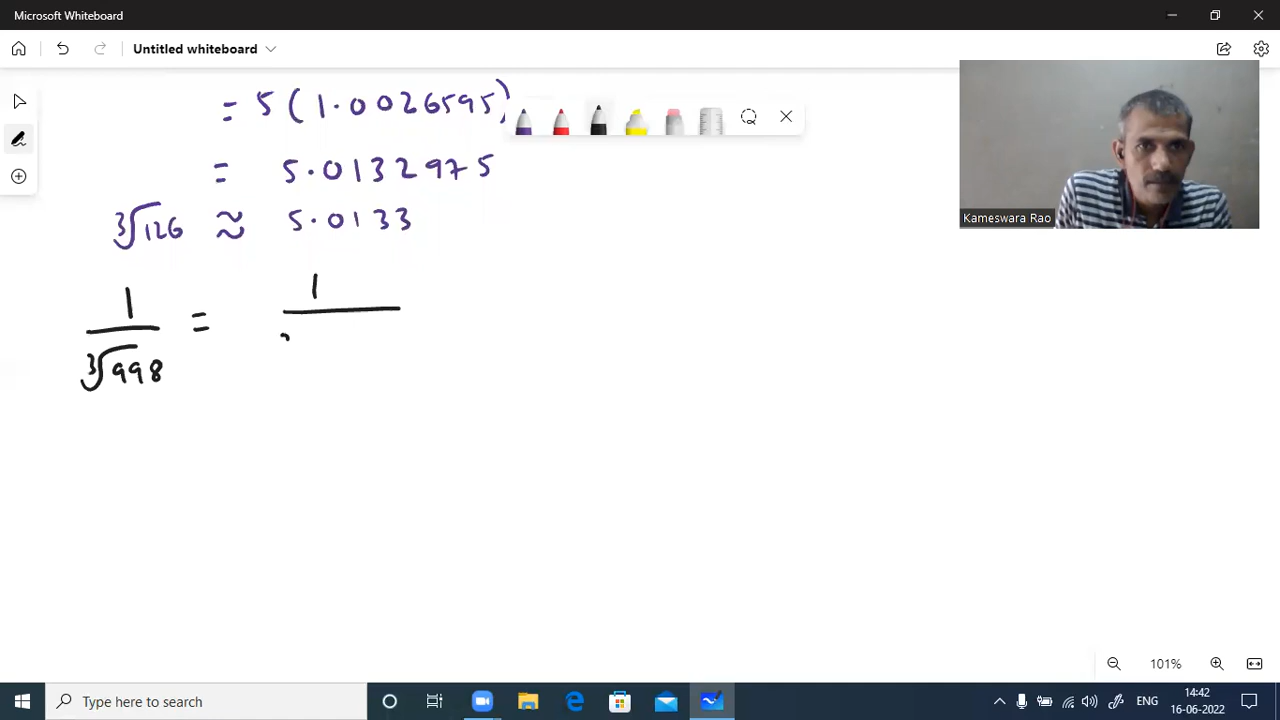 Microsoft Whiteboard
Untitled whiteboard
= 5 ( 1.0026595)
= 5.0132975
∛126 ≈ 5.0133
1/∛998 = 1/
Kameswara Rao
101%
Type here to search
ENG
14:42
16-06-2022